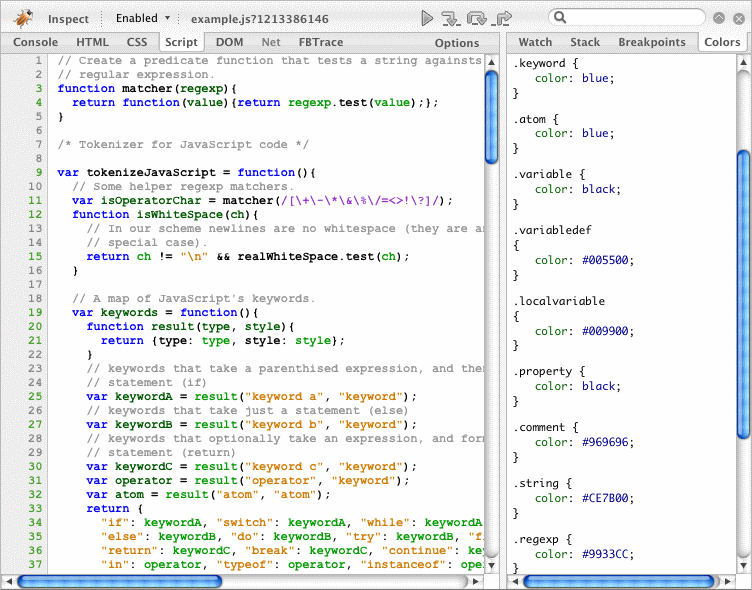 Inspect Enabled example.js?1213386146
Console HTML CSS Script DOM Net FBTrace Options
1 // Create a predicate function that tests a string againsts
2 // regular expression.
3 function matcher(regexp){
4 return function(value){return regexp.test(value);};
5 }
6
7 /* Tokenizer for JavaScript code */
8
9 var tokenizeJavaScript = function(){
10 // Some helper regexp matchers.
11 var isOperatorChar = matcher(/[\+\-\*\&\%\/=<>!\?]/);
12 function isWhiteSpace(ch){
13 // In our scheme newlines are no whitespace (they are an
14 // special case).
15 return ch != "\n" && realWhiteSpace.test(ch);
16 }
17
18 // A map of JavaScript's keywords.
19 var keywords = function(){
20 function result(type, style){
21 return {type: type, style: style};
22 }
23 // keywords that take a parenthised expression, and then
24 // statement (if)
25 var keywordA = result("keyword a", "keyword");
26 // keywords that take just a statement (else)
27 var keywordB = result("keyword b", "keyword");
28 // keywords that optionally take an expression, and form
29 // statement (return)
30 var keywordC = result("keyword c", "keyword");
31 var operator = result("operator", "keyword");
32 var atom = result("atom", "atom");
33 return {
34 "if": keywordA, "switch": keywordA, "while": keywordA
35 "else": keywordB, "do": keywordB, "try": keywordB, "f
36 "return": keywordC, "break": keywordC, "continue": key
37 "in": operator, "typeof": operator, "instanceof": ope
Watch Stack Breakpoints Colors
.keyword {
color: blue;
}
.atom {
color: blue;
}
.variable {
color: black;
}
.variabledef
{
color: #005500;
}
.localvariable
{
color: #009900;
}
.property {
color: black;
}
.comment {
color: #969696;
}
.string {
color: #CE7B00;
}
.regexp {
color: #9933CC;
}